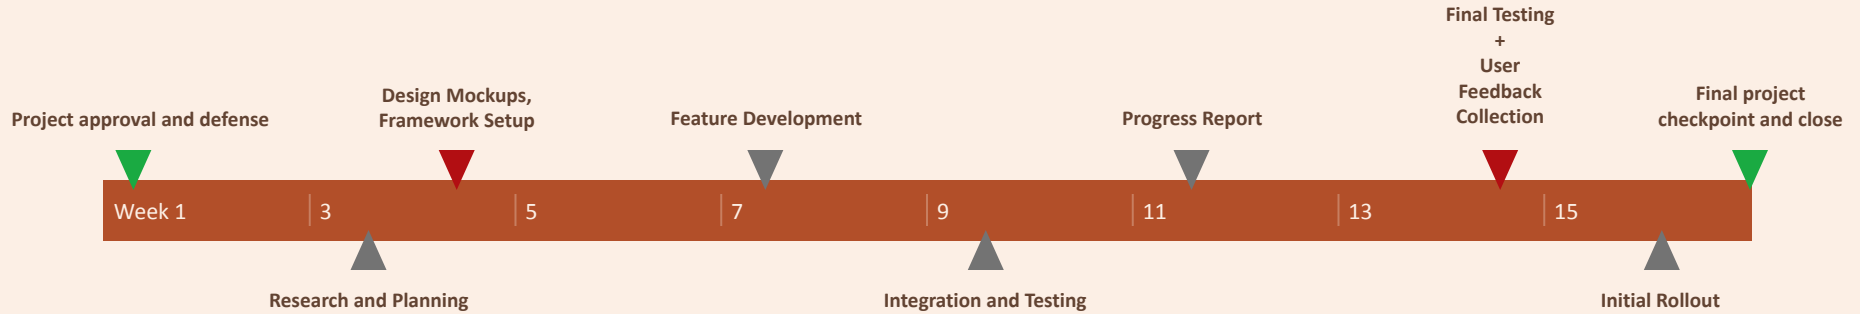 Final Testing
+
User
Feedback
Collection
Design Mockups,
Framework Setup
Final project
checkpoint and close
Project approval and defense
Feature Development
Progress Report
Week 1
3
5
7
9
11
13
15
Research and Planning
Integration and Testing
Initial Rollout